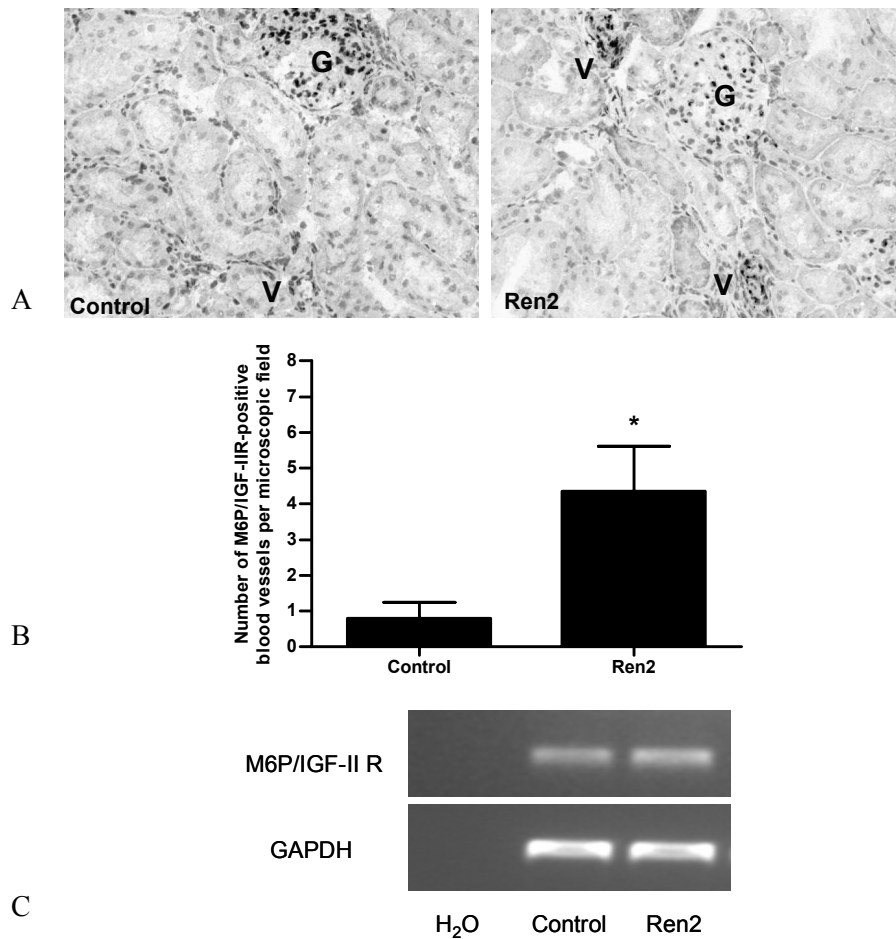 G
V
Control
V
G
V
Ren2
A
Number of M6P/IGF-IIR-positive
blood vessels per microscopic field
8
7
6
5
4
3
2
1
0
*
Control Ren2
B
M6P/IGF-II R
GAPDH
H₂O Control Ren2
C